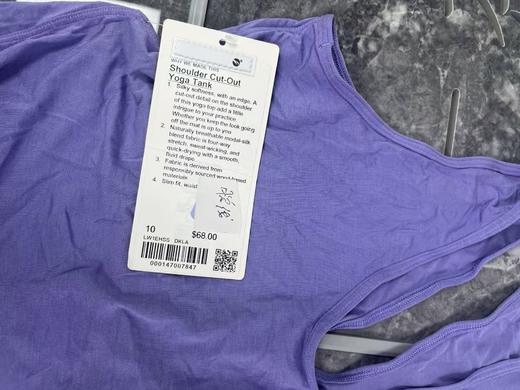 WHY WE MADE THIS
Shoulder Cut-Out
Yoga Tank
1. Silky softness, with an edge. A
cut-out detail on the shoulder
of this yoga top add a little
intrigue to your practice.
Whether you keep the look going
off the mat is up to you
2. Naturally breathable modal-silk
blend fabric is four-way
stretch, sweat-wicking, and
quick-drying with a smooth,
fluid drape
3. Fabric is derived from
responsibly sourced wood-based
materials
4. Slim fit, waist
10
$68.00
LW1EHSS DKLA
000147007847